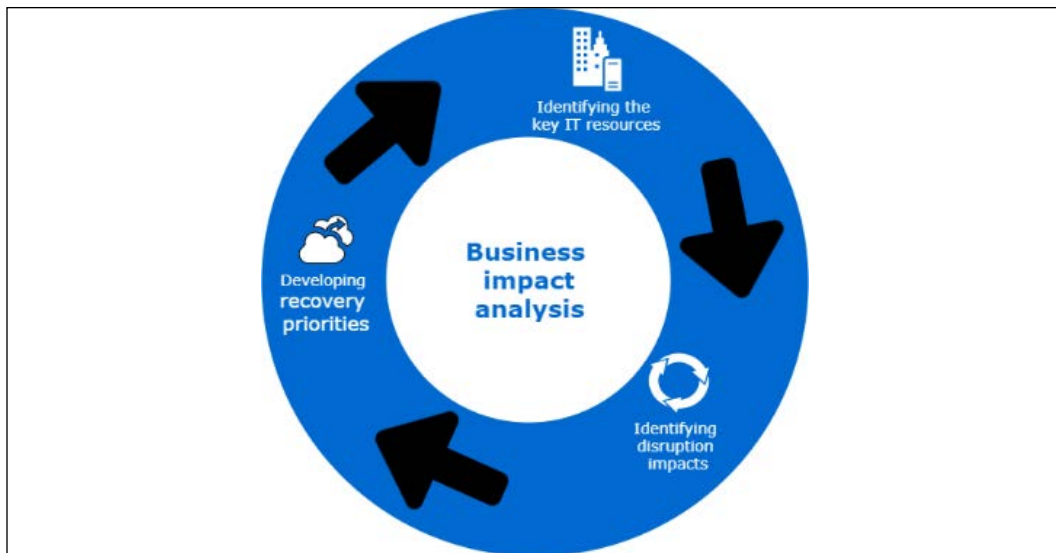 Identifying the
key IT resources
Business
impact
analysis
Developing
recovery
priorities
Identifying
disruption
impacts